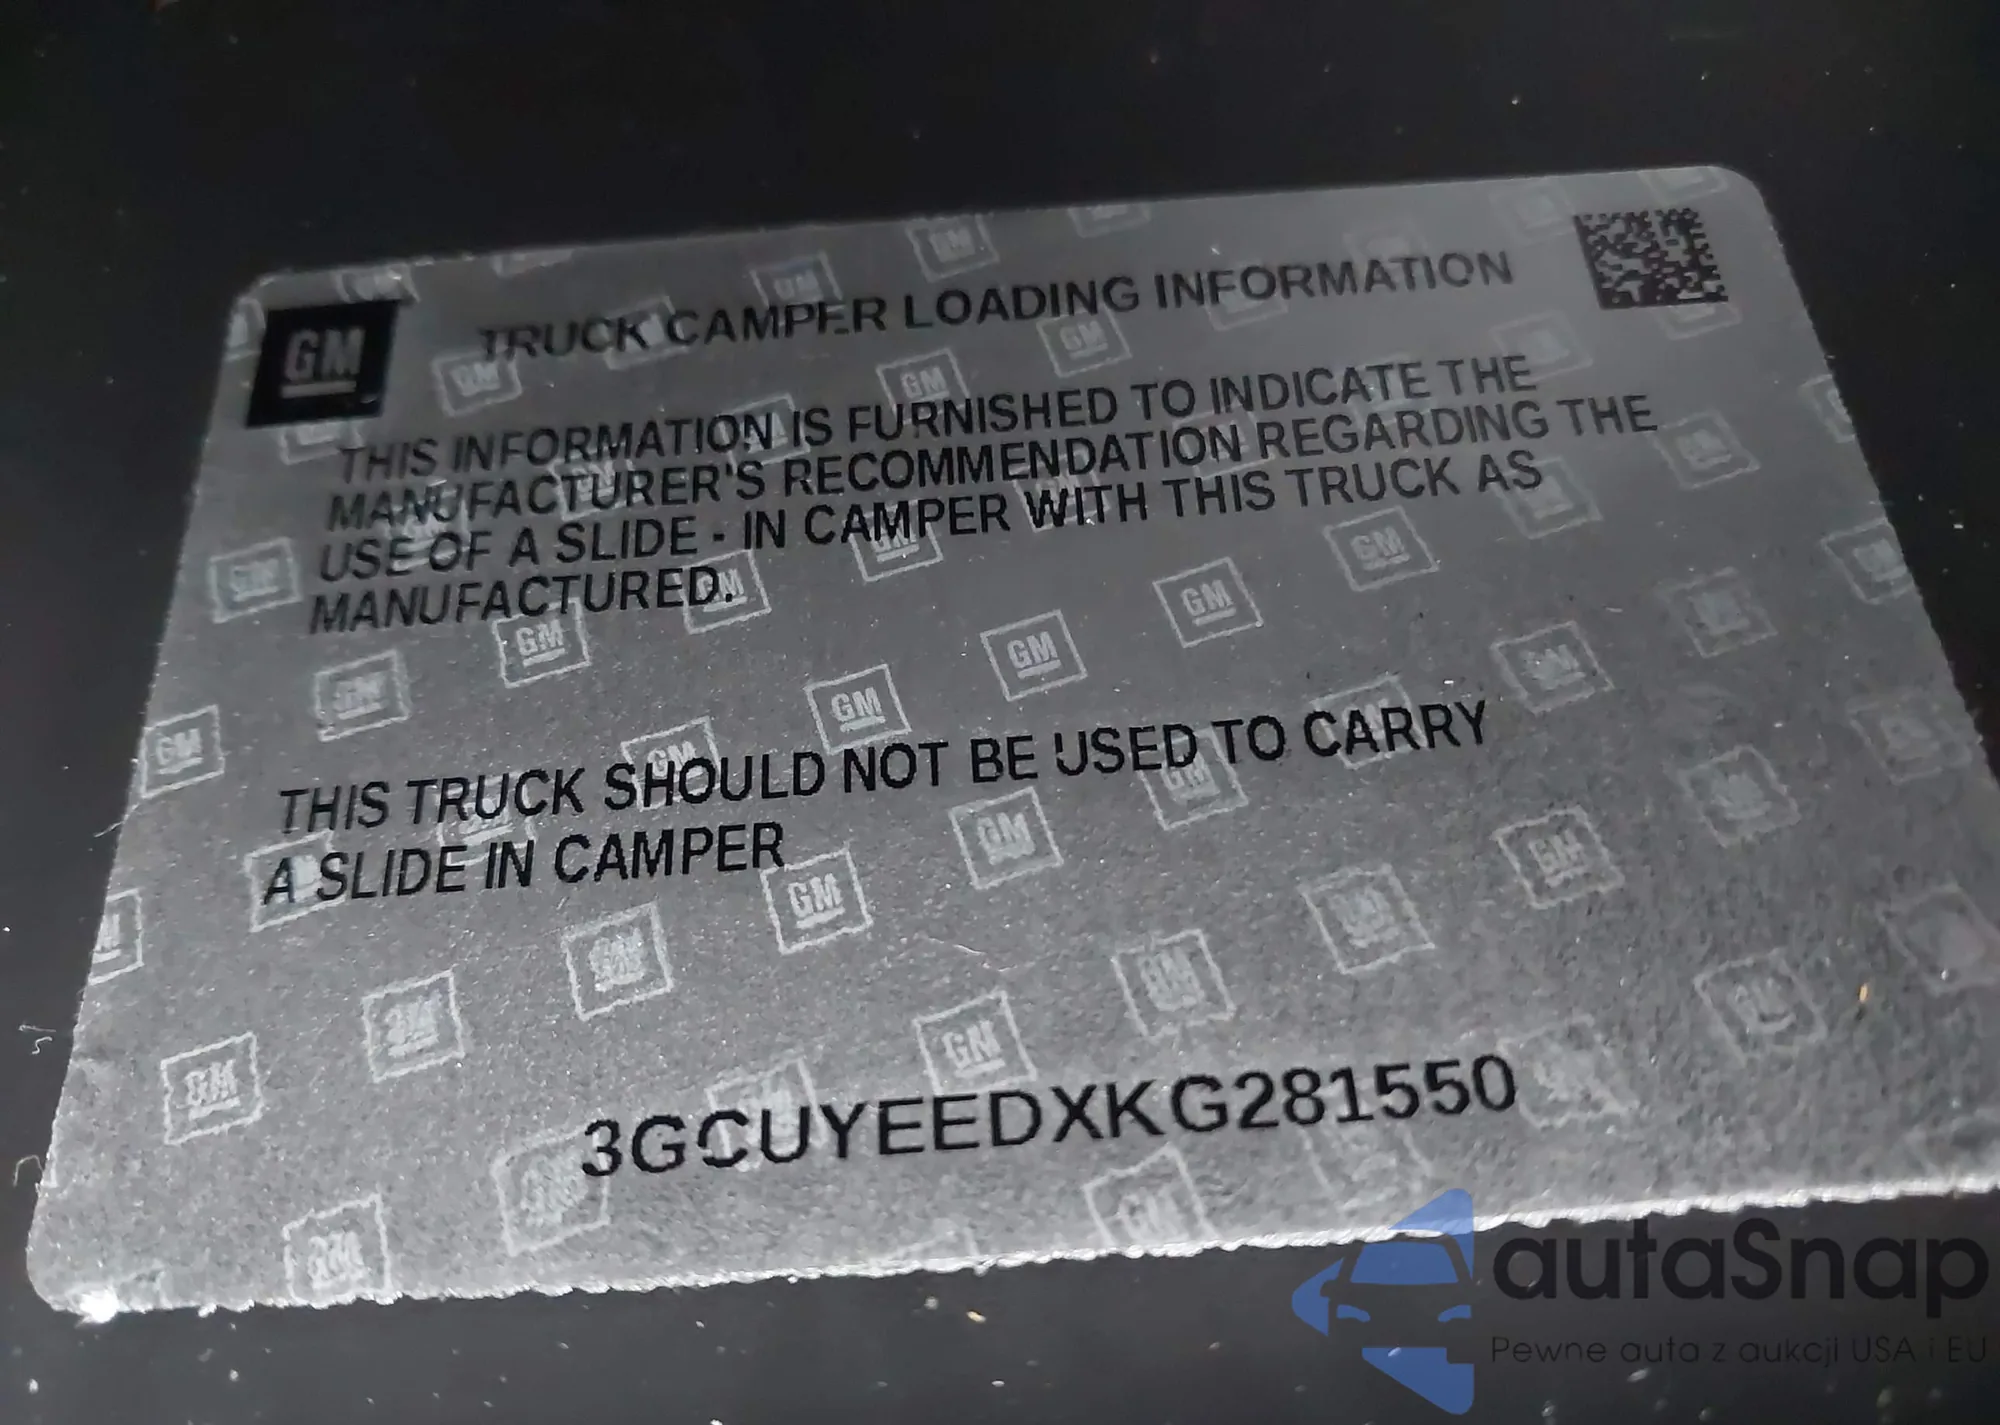 GM
TRUCK CAMPER LOADING INFORMATION
THIS INFORMATION IS FURNISHED TO INDICATE THE
MANUFACTURER'S RECOMMENDATION REGARDING THE
USE OF A SLIDE - IN CAMPER WITH THIS TRUCK AS
MANUFACTURED.
THIS TRUCK SHOULD NOT BE USED TO CARRY
A SLIDE IN CAMPER
3GCUYEEDXKG281550
autaSnap
Pewne auta z aukcji USA i EU